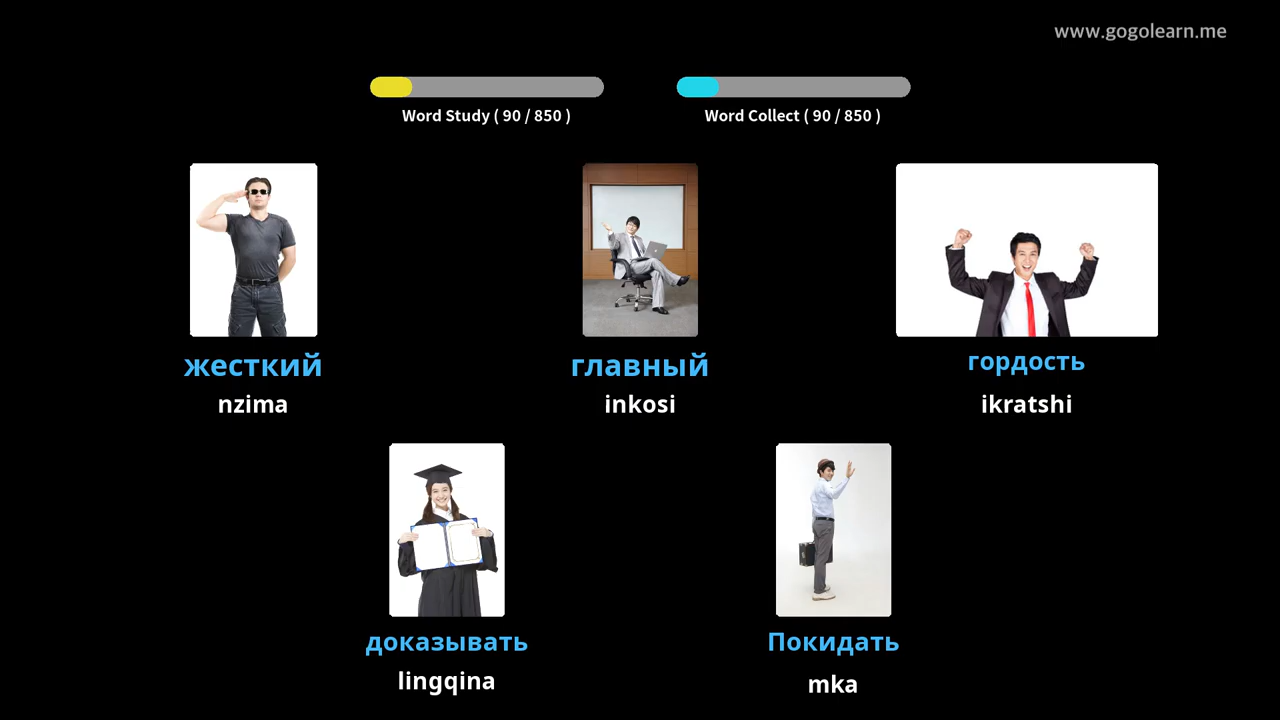 www.gogolearn.me
Word Study ( 90 / 850 )
Word Collect ( 90 / 850 )
жесткий
nzima
главный
inkosi
гордость
ikratshi
доказывать
lingqina
Покидать
mka